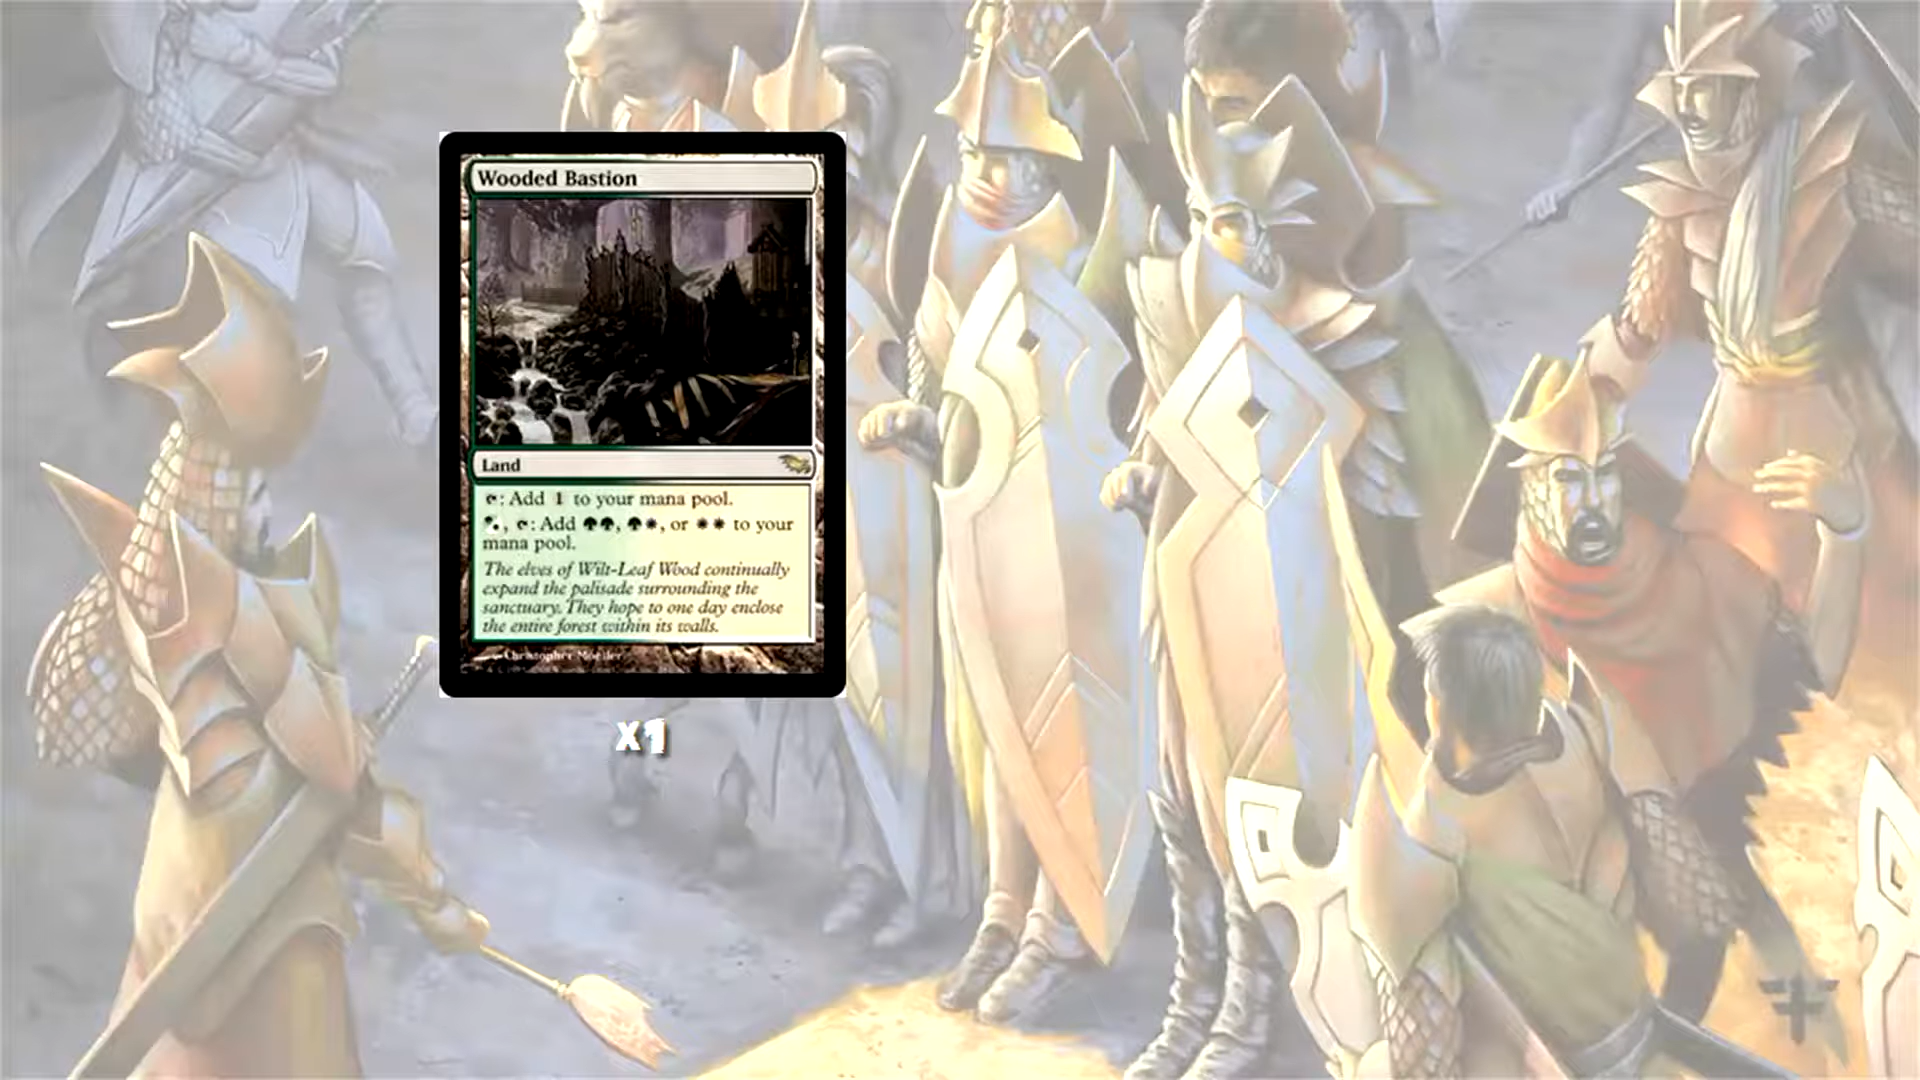 Wooded Bastion
Land
: Add 1 to your mana pool.
, : Add , , or to your
mana pool.
The elves of Wilt-Leaf Wood continually
expand the palisade surrounding the
sanctuary. They hope to one day enclose
the entire forest within its walls.
Christopher Moeller
x1